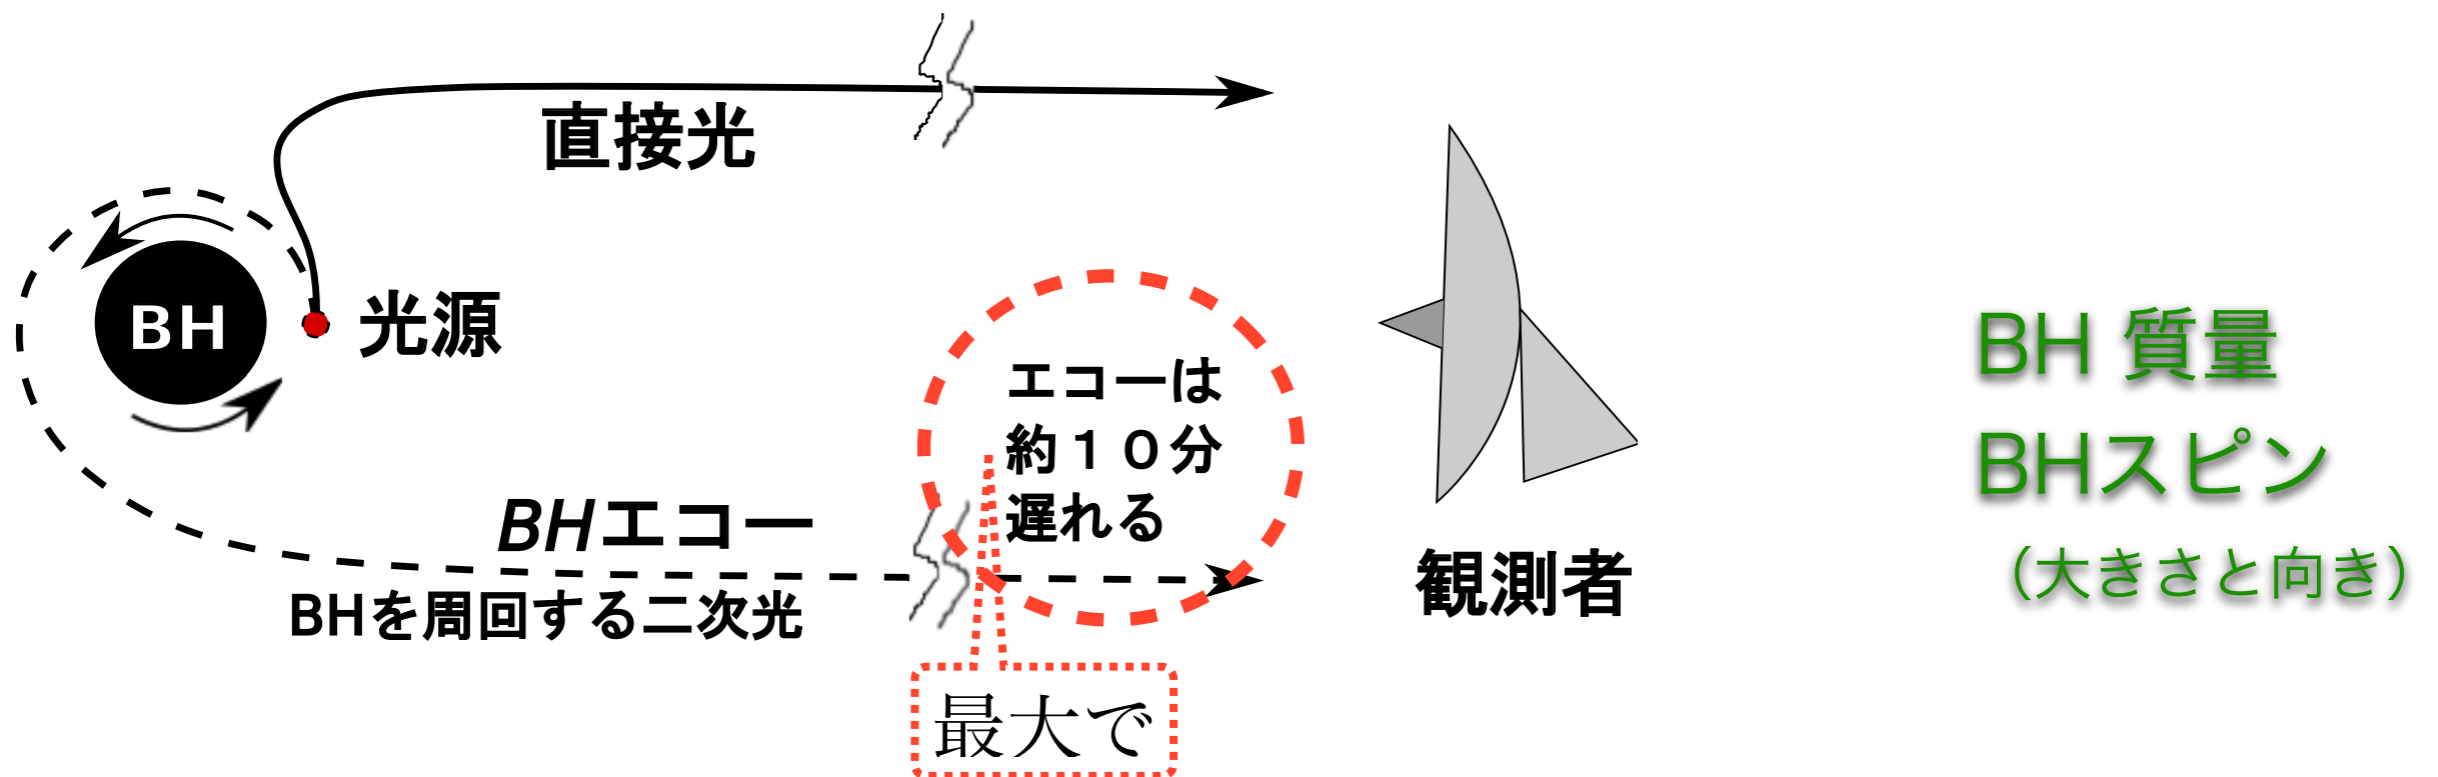 直接光
BH
光源
エコーは
約１０分
遅れる
BHエコー
BHを周回する二次光
最大で
観測者
BH 質量
BHスピン
（大きさと向き）